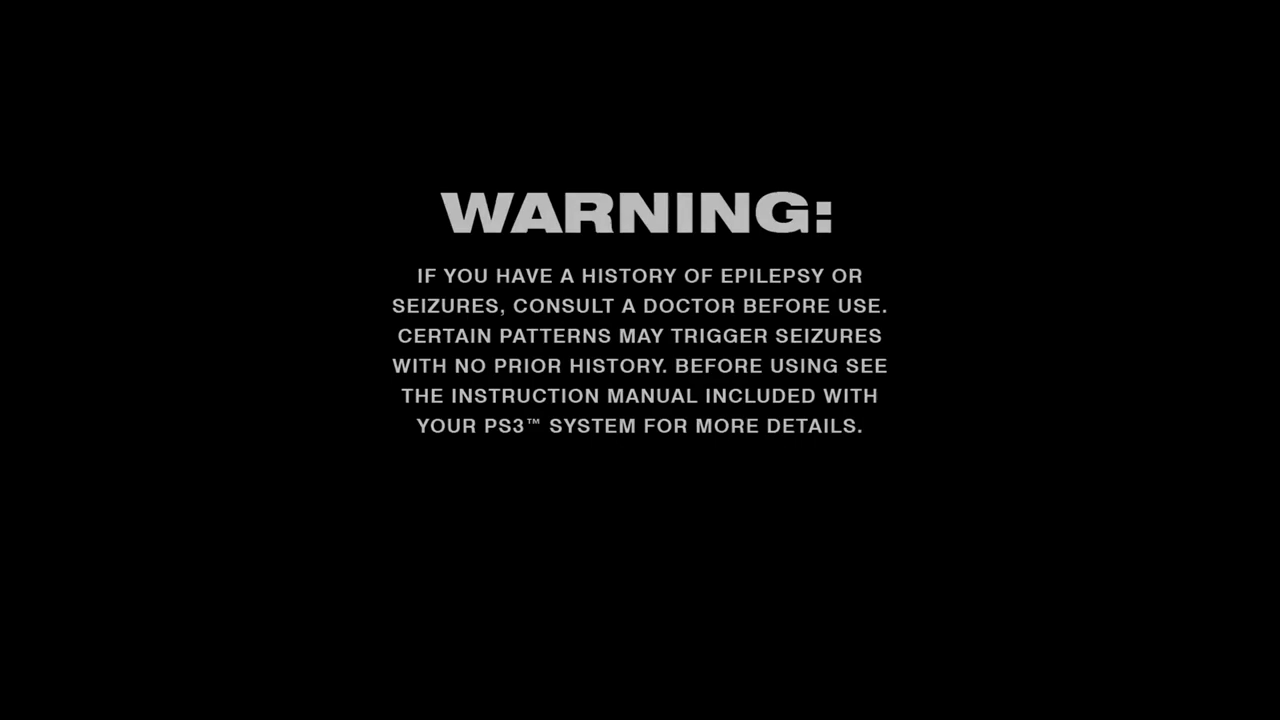 WARNING:
IF YOU HAVE A HISTORY OF EPILEPSY OR
SEIZURES, CONSULT A DOCTOR BEFORE USE.
CERTAIN PATTERNS MAY TRIGGER SEIZURES
WITH NO PRIOR HISTORY. BEFORE USING SEE
THE INSTRUCTION MANUAL INCLUDED WITH
YOUR PS3™ SYSTEM FOR MORE DETAILS.